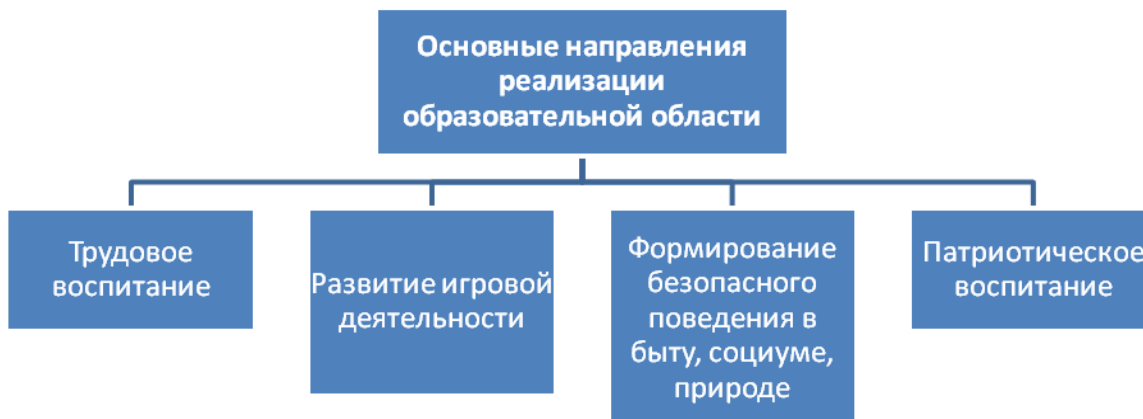 Основные направления
реализации
образовательной области
Трудовое
воспитание
Развитие игровой
деятельности
Формирование
безопасного
поведения в
быту, социуме,
природе
Патриотическое
воспитание